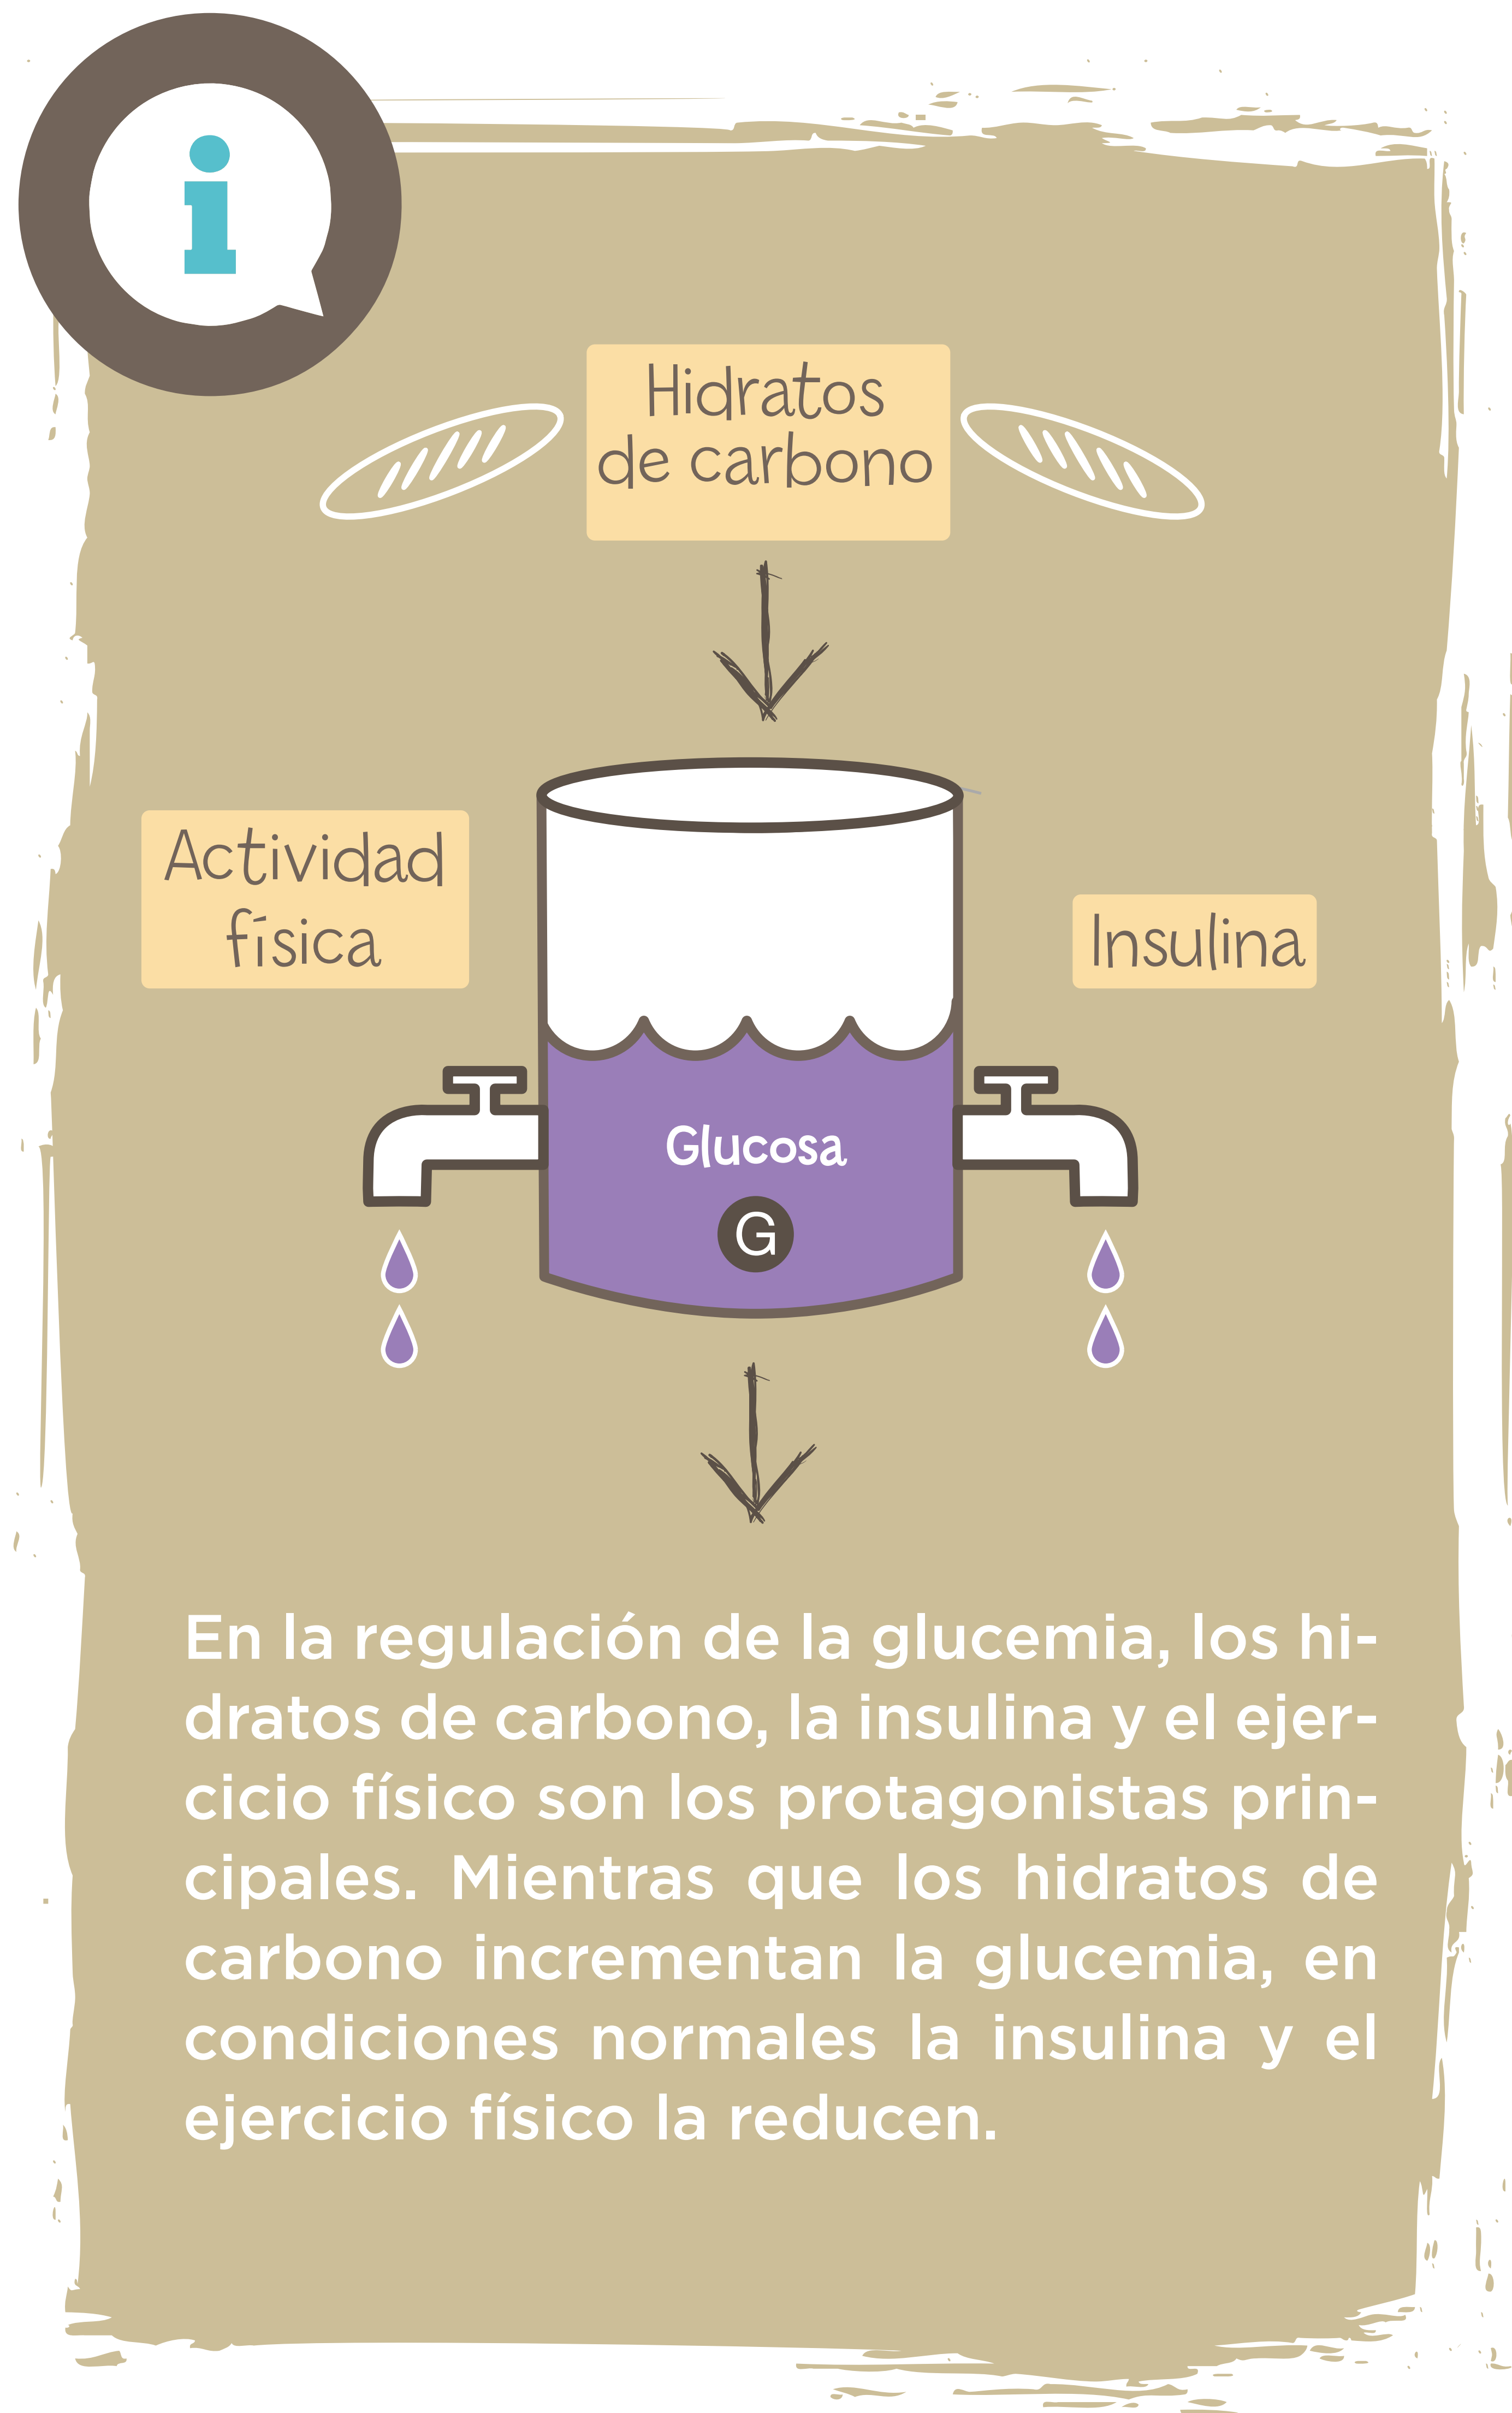 i
Hidratos
de carbono
Actividad
física
Insulina
Glucosa
G
En la regulación de la glucemia, los hi-
dratos de carbono, la insulina y el ejer-
cicio físico son los protagonistas prin-
cipales. Mientras que los hidratos de
carbono incrementan la glucemia, en
condiciones normales la insulina y el
ejercicio físico la reducen.